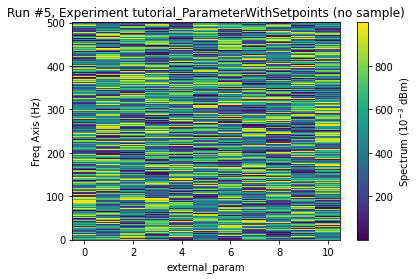 Run #5, Experiment tutorial_ParameterWithSetpoints (no sample)
500
400
300
200
100
0
Freq Axis (Hz)
0 2 4 6 8 10
external_param
800
600
400
200
Spectrum (10⁻³ dBm)